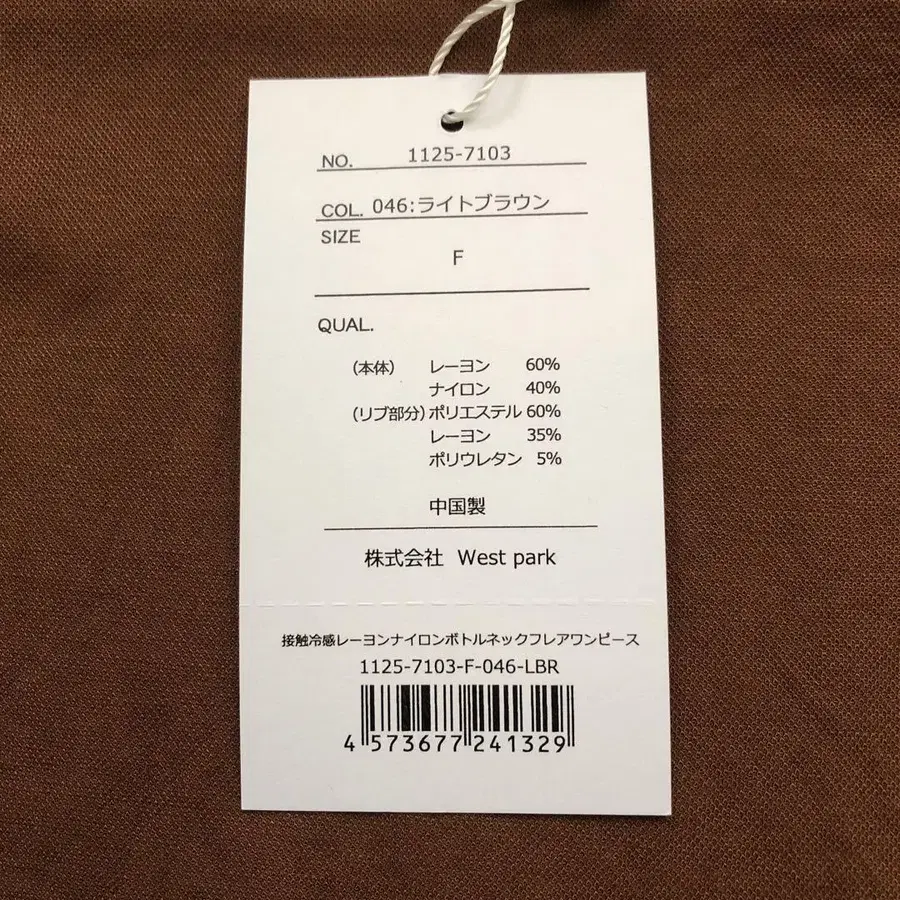 NO. 1125-7103
COL. 046:ライトブラウン
SIZE
F
QUAL.
(本体) レーヨン 60%
ナイロン 40%
(リブ部分) ポリエステル 60%
レーヨン 35%
ポリウレタン 5%
中国製
株式会社 West park
接触冷感レーヨンナイロンボトルネックフレアワンピース
1125-7103-F-046-LBR
4 573677 241329